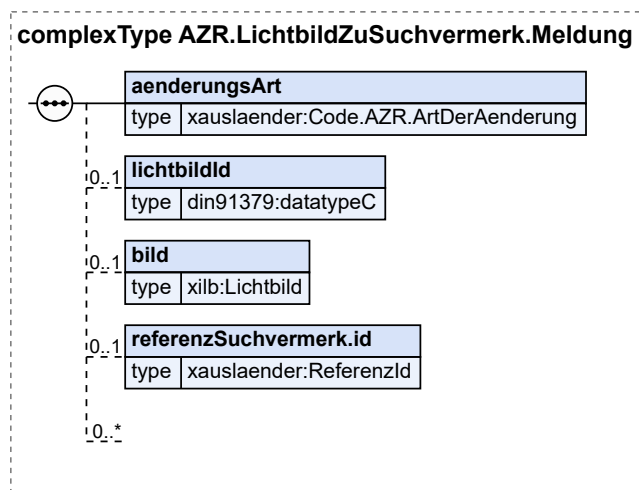 complexType AZR.LichtbildZuSuchvermerk.Meldung
aenderungsArt
type xauslaender:Code.AZR.ArtDerAenderung
0..1 lichtbildId
type din91379:datatypeC
0..1 bild
type xilb:Lichtbild
0..1 referenzSuchvermerk.id
type xauslaender:ReferenzId
0..*